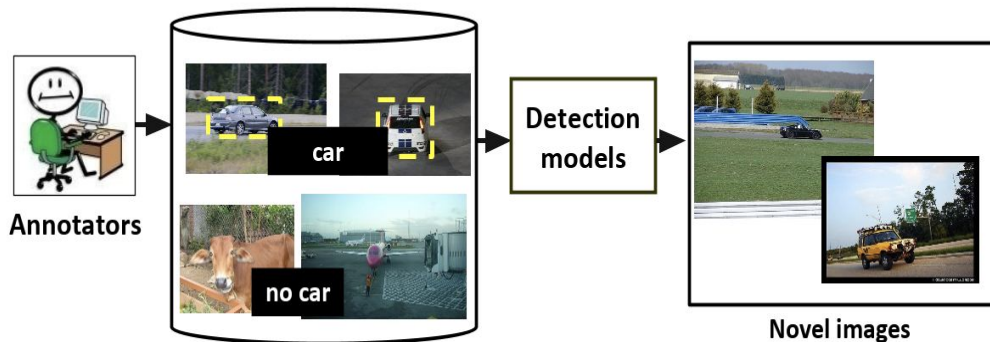 Annotators
car
no car
Detection
models
Novel images